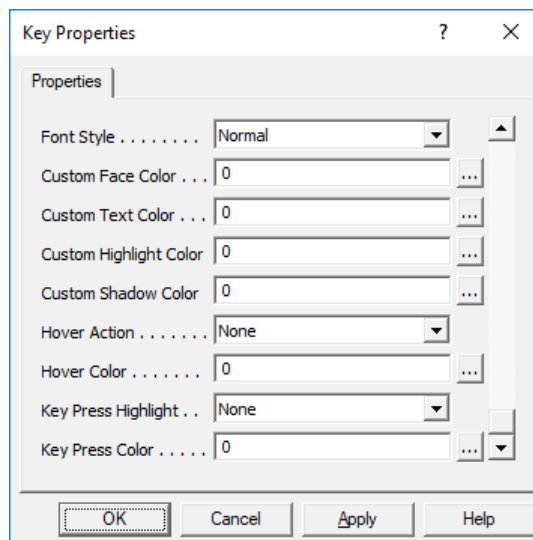 Key Properties ? X
Properties
Font Style . . . . . . . . Normal
Custom Face Color . . . 0 ...
Custom Text Color . . . 0 ...
Custom Highlight Color 0 ...
Custom Shadow Color 0 ...
Hover Action . . . . . . . None
Hover Color . . . . . . . 0 ...
Key Press Highlight . . None
Key Press Color . . . . . 0 ...
OK Cancel Apply Help